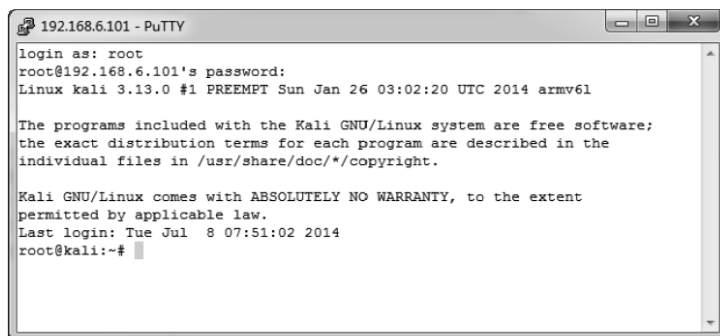 192.168.6.101 - PuTTY
login as: root
root@192.168.6.101's password:
Linux kali 3.13.0 #1 PREEMPT Sun Jan 26 03:02:20 UTC 2014 armv6l
The programs included with the Kali GNU/Linux system are free software;
the exact distribution terms for each program are described in the
individual files in /usr/share/doc/*/copyright.
Kali GNU/Linux comes with ABSOLUTELY NO WARRANTY, to the extent
permitted by applicable law.
Last login: Tue Jul  8 07:51:02 2014
root@kali:~#